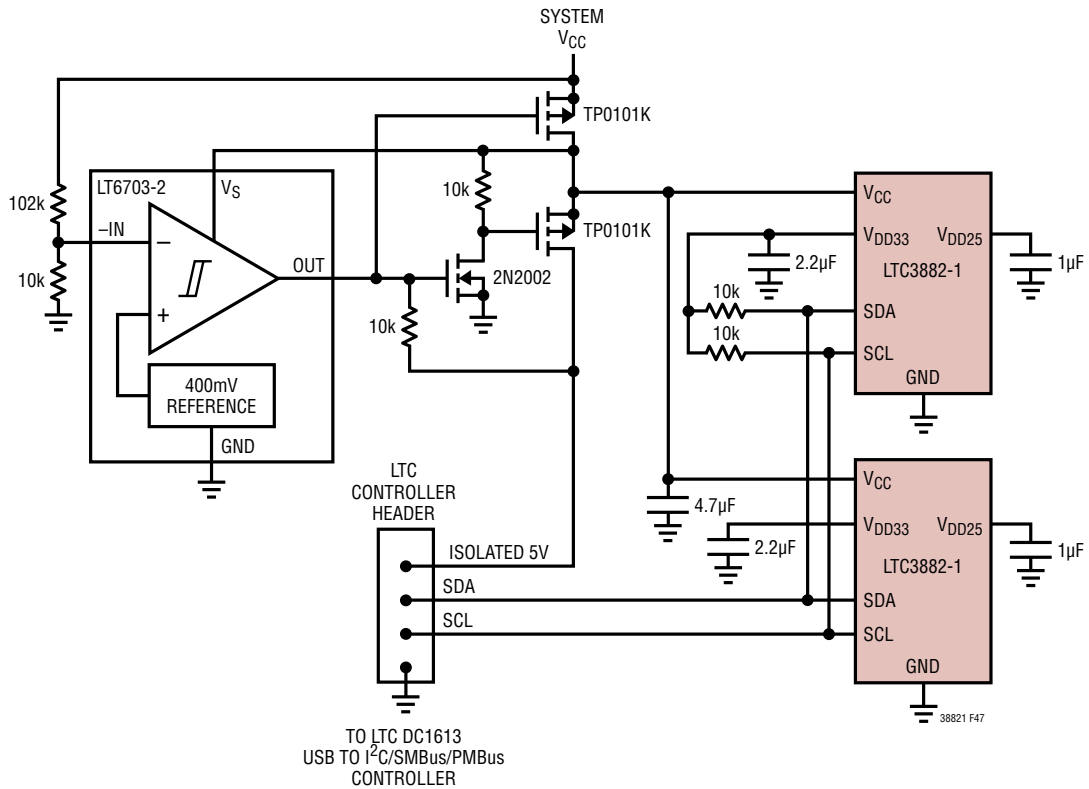 SYSTEM
VCC
TP0101K
LT6703-2
VS
10k
102k
–IN
–
TP0101K
OUT
2N2002
10k
+
10k
400mV
REFERENCE
GND
VCC
VDD33
VDD25
2.2µF
LTC3882-1
1µF
10k
SDA
10k
SCL
GND
LTC
CONTROLLER
HEADER
VCC
4.7µF
VDD33
VDD25
ISOLATED 5V
2.2µF
LTC3882-1
1µF
SDA
SDA
SCL
SCL
GND
38821 F47
TO LTC DC1613
USB TO I2C/SMBus/PMBus
CONTROLLER